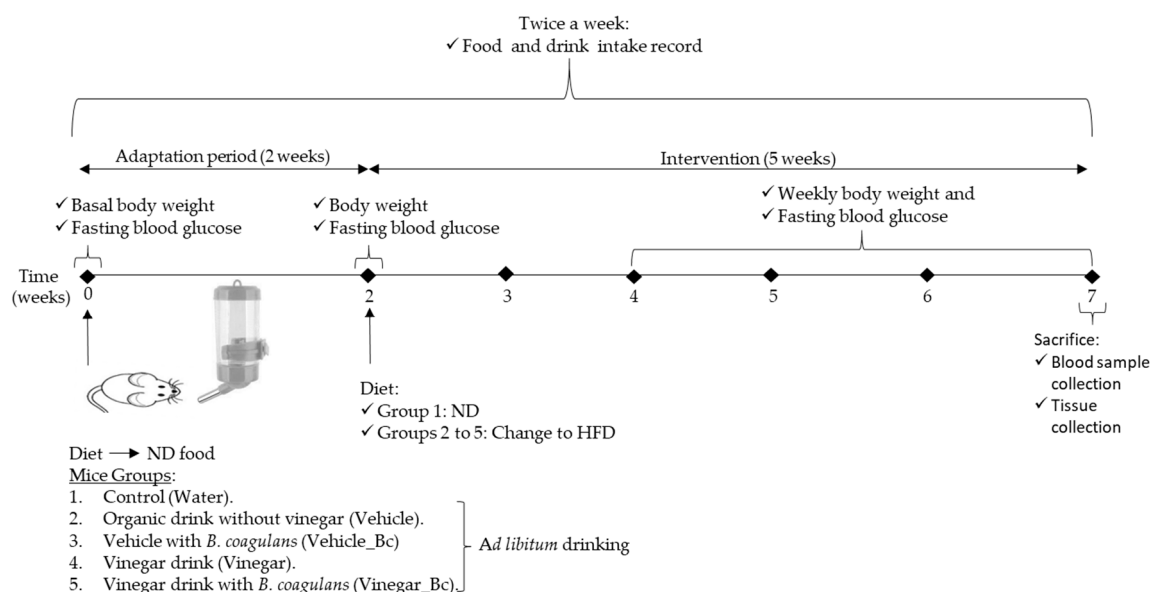 Twice a week:
✓ Food and drink intake record
Adaptation period (2 weeks)
Intervention (5 weeks)
✓ Basal body weight
✓ Fasting blood glucose
✓ Body weight
✓ Fasting blood glucose
✓ Weekly body weight and
✓ Fasting blood glucose
Time
(weeks)
0
2
3
4
5
6
7
Diet:
✓ Group 1: ND
✓ Groups 2 to 5: Change to HFD
Sacrifice:
✓ Blood sample
collection
✓ Tissue
collection
Diet → ND food
Mice Groups:
1. Control (Water).
2. Organic drink without vinegar (Vehicle).
3. Vehicle with B. coagulans (Vehicle_Bc)
4. Vinegar drink (Vinegar).
5. Vinegar drink with B. coagulans (Vinegar_Bc).
Ad libitum drinking